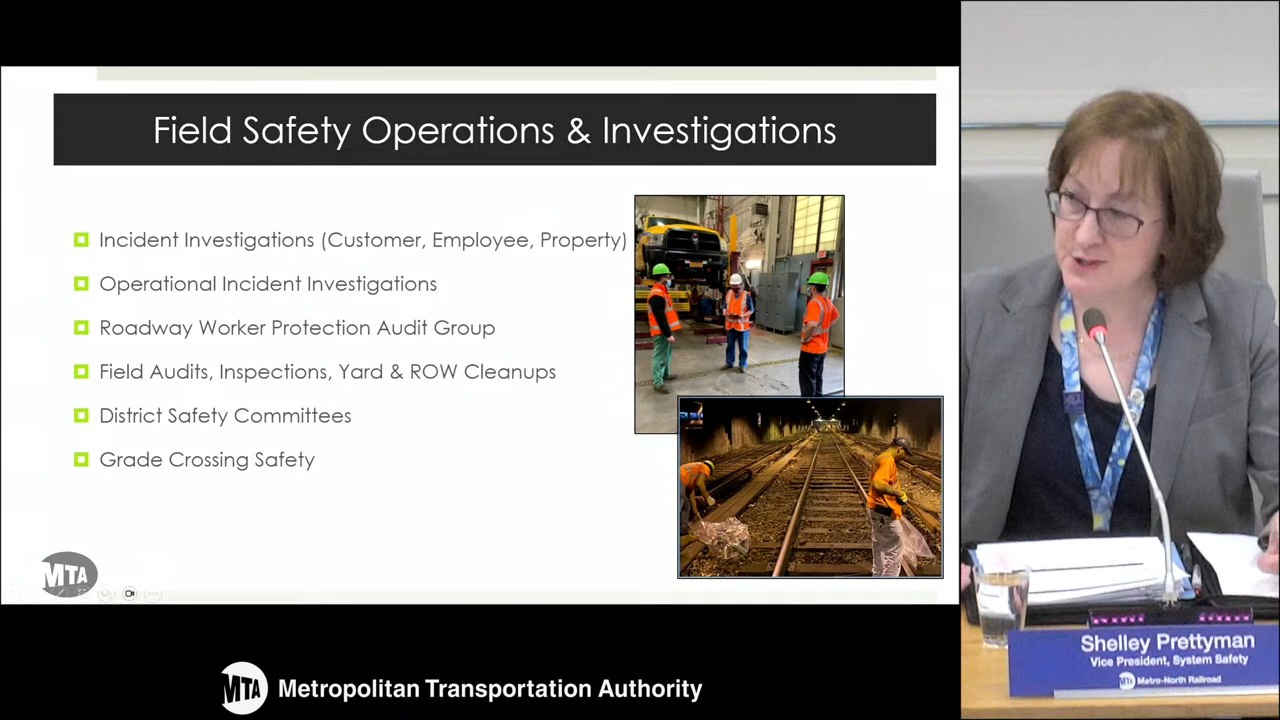 Field Safety Operations & Investigations
Incident Investigations (Customer, Employee, Property)
Operational Incident Investigations
Roadway Worker Protection Audit Group
Field Audits, Inspections, Yard & ROW Cleanups
District Safety Committees
Grade Crossing Safety
MTA
MTA Metropolitan Transportation Authority
Shelley Prettyman
Vice President, System Safety
MTA Metro-North Railroad